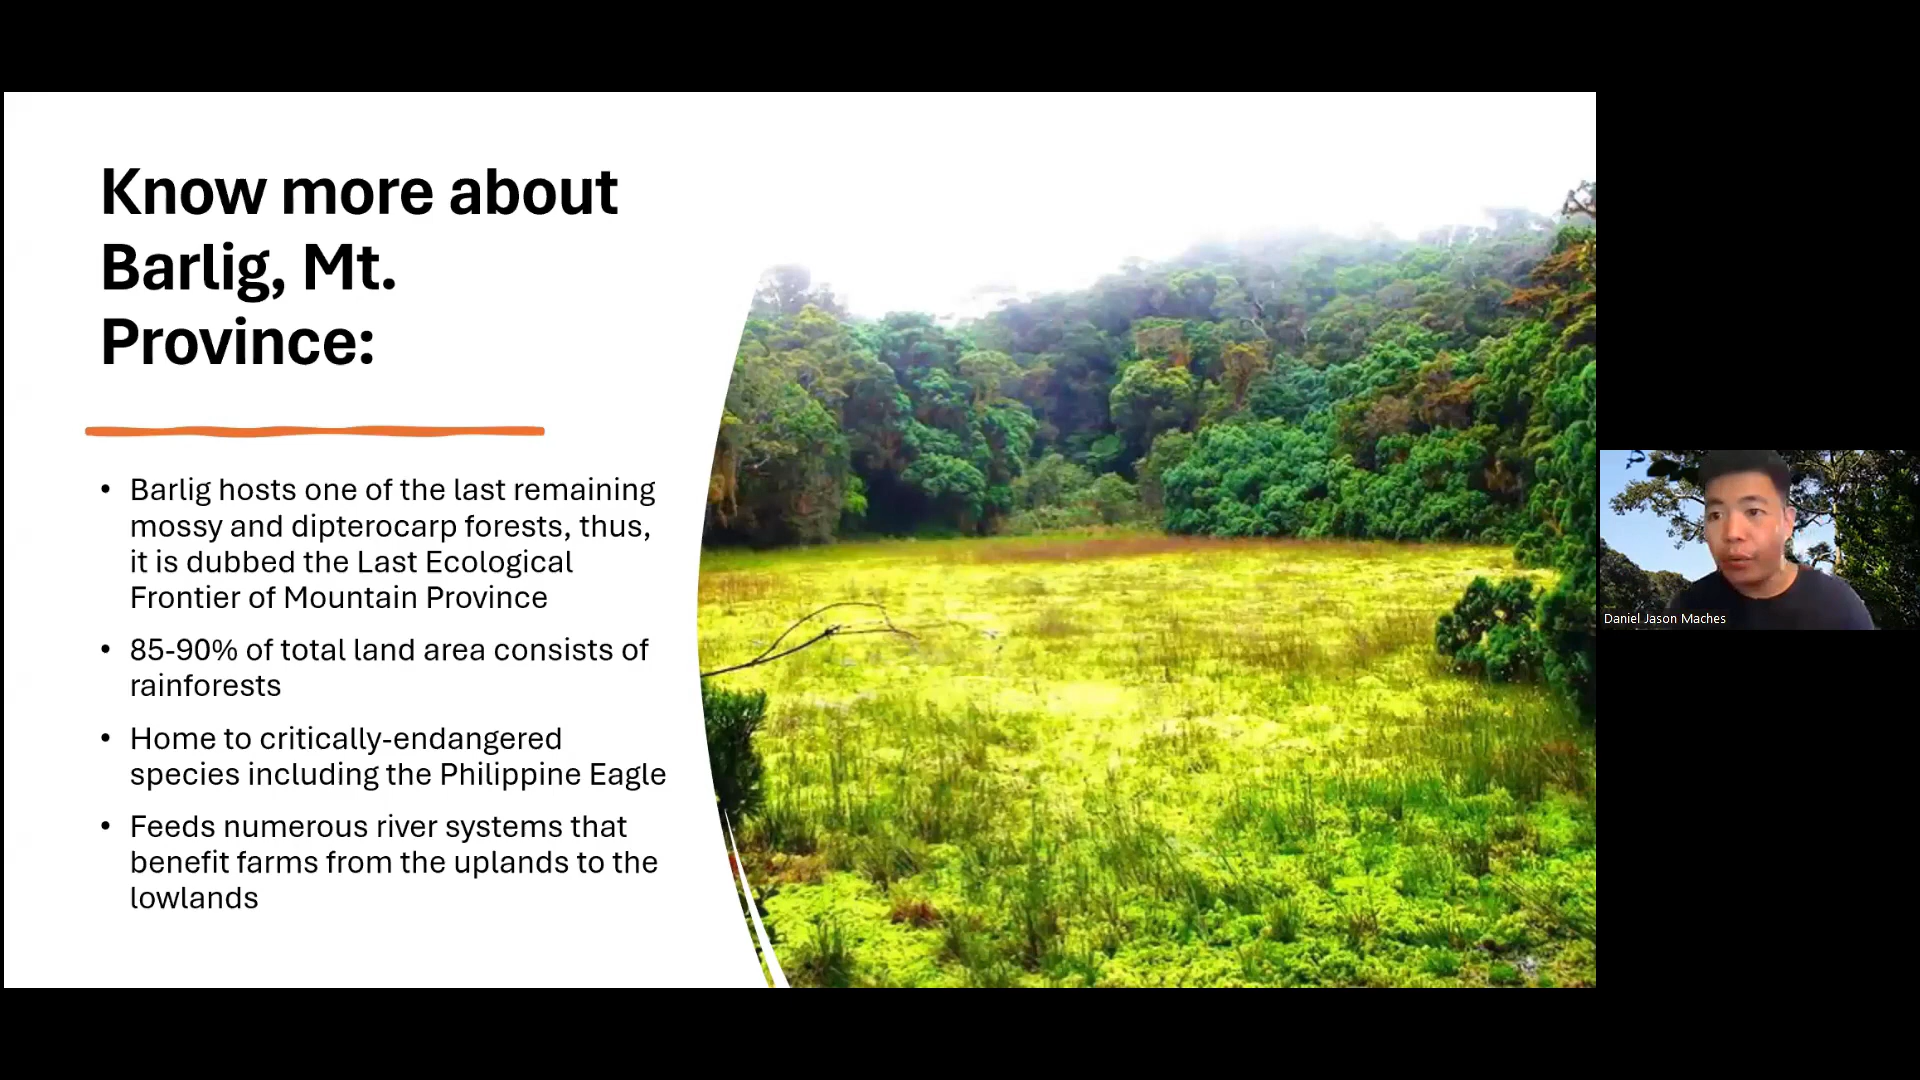 Know more about
Barlig, Mt.
Province:
• Barlig hosts one of the last remaining
mossy and dipterocarp forests, thus,
it is dubbed the Last Ecological
Frontier of Mountain Province
• 85-90% of total land area consists of
rainforests
• Home to critically-endangered
species including the Philippine Eagle
• Feeds numerous river systems that
benefit farms from the uplands to the
lowlands
Daniel Jason Maches